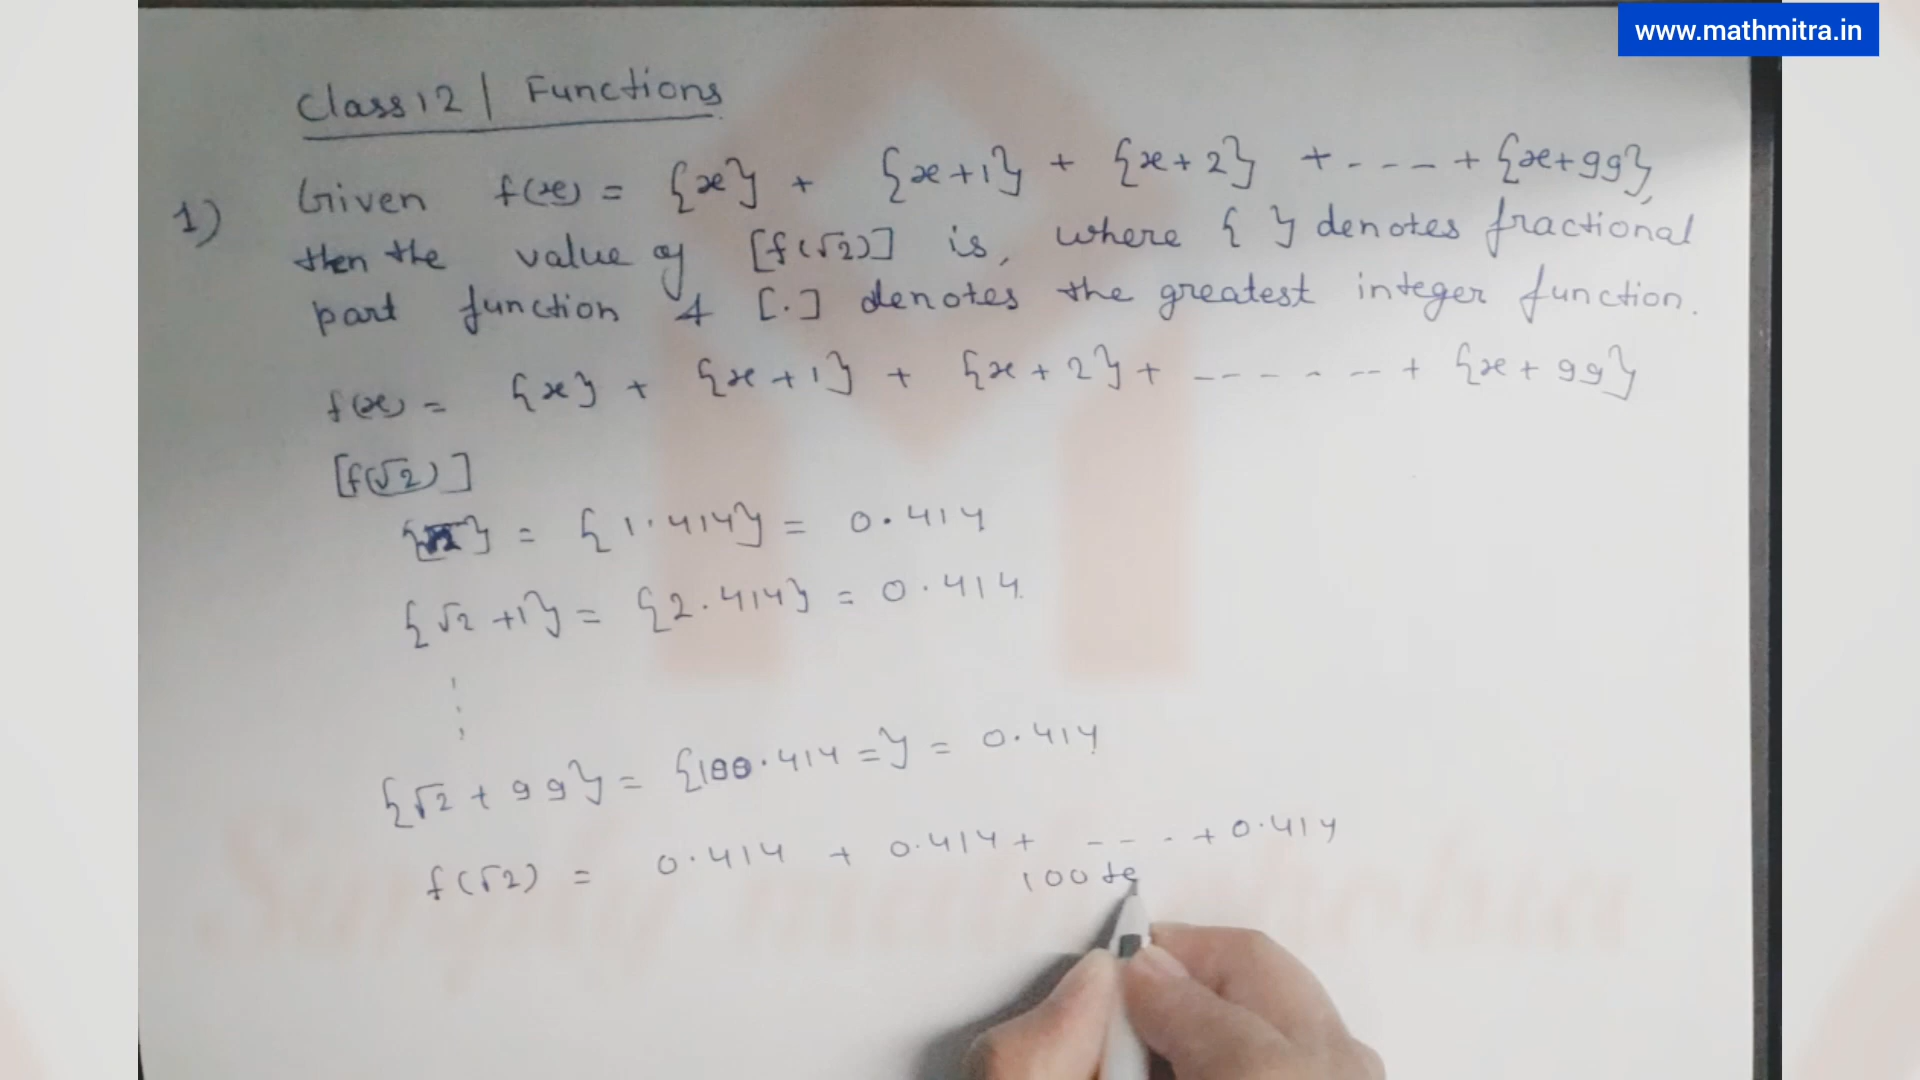 www.mathmitra.in
Class 12 | Functions
1) Given f(x) = {x} + {x+1} + {x+2} + - - - + {x+99},
then the value of [f(√2)] is, where { } denotes fractional
part function & [.] denotes the greatest integer function.
f(x) = {x} + {x+1} + {x+2} + - - - - - - + {x+99}
[f(√2)]
{√2} = {1.414} = 0.414
{√2+1} = {2.414} = 0.414
{√2+99} = {100.414=} = 0.414
f(√2) = 0.414 + 0.414 + - - - + 0.414
100 te